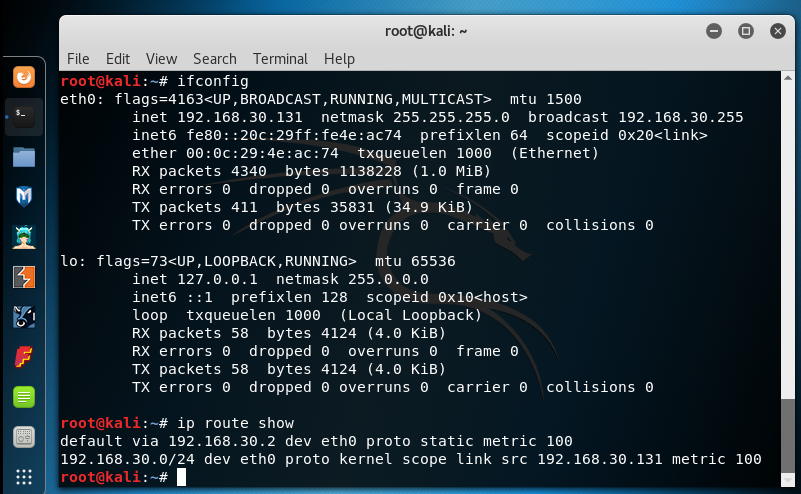 root@kali: ~
File Edit View Search Terminal Help
root@kali:~# ifconfig
eth0: flags=4163<UP,BROADCAST,RUNNING,MULTICAST>  mtu 1500
        inet 192.168.30.131  netmask 255.255.255.0  broadcast 192.168.30.255
        inet6 fe80::20c:29ff:fe4e:ac74  prefixlen 64  scopeid 0x20<link>
        ether 00:0c:29:4e:ac:74  txqueuelen 1000  (Ethernet)
        RX packets 4340  bytes 1138228 (1.0 MiB)
        RX errors 0  dropped 0  overruns 0  frame 0
        TX packets 411  bytes 35831 (34.9 KiB)
        TX errors 0  dropped 0 overruns 0  carrier 0  collisions 0
lo: flags=73<UP,LOOPBACK,RUNNING>  mtu 65536
        inet 127.0.0.1  netmask 255.0.0.0
        inet6 ::1  prefixlen 128  scopeid 0x10<host>
        loop  txqueuelen 1000  (Local Loopback)
        RX packets 58  bytes 4124 (4.0 KiB)
        RX errors 0  dropped 0  overruns 0  frame 0
        TX packets 58  bytes 4124 (4.0 KiB)
        TX errors 0  dropped 0 overruns 0  carrier 0  collisions 0
root@kali:~# ip route show
default via 192.168.30.2 dev eth0 proto static metric 100
192.168.30.0/24 dev eth0 proto kernel scope link src 192.168.30.131 metric 100
root@kali:~#